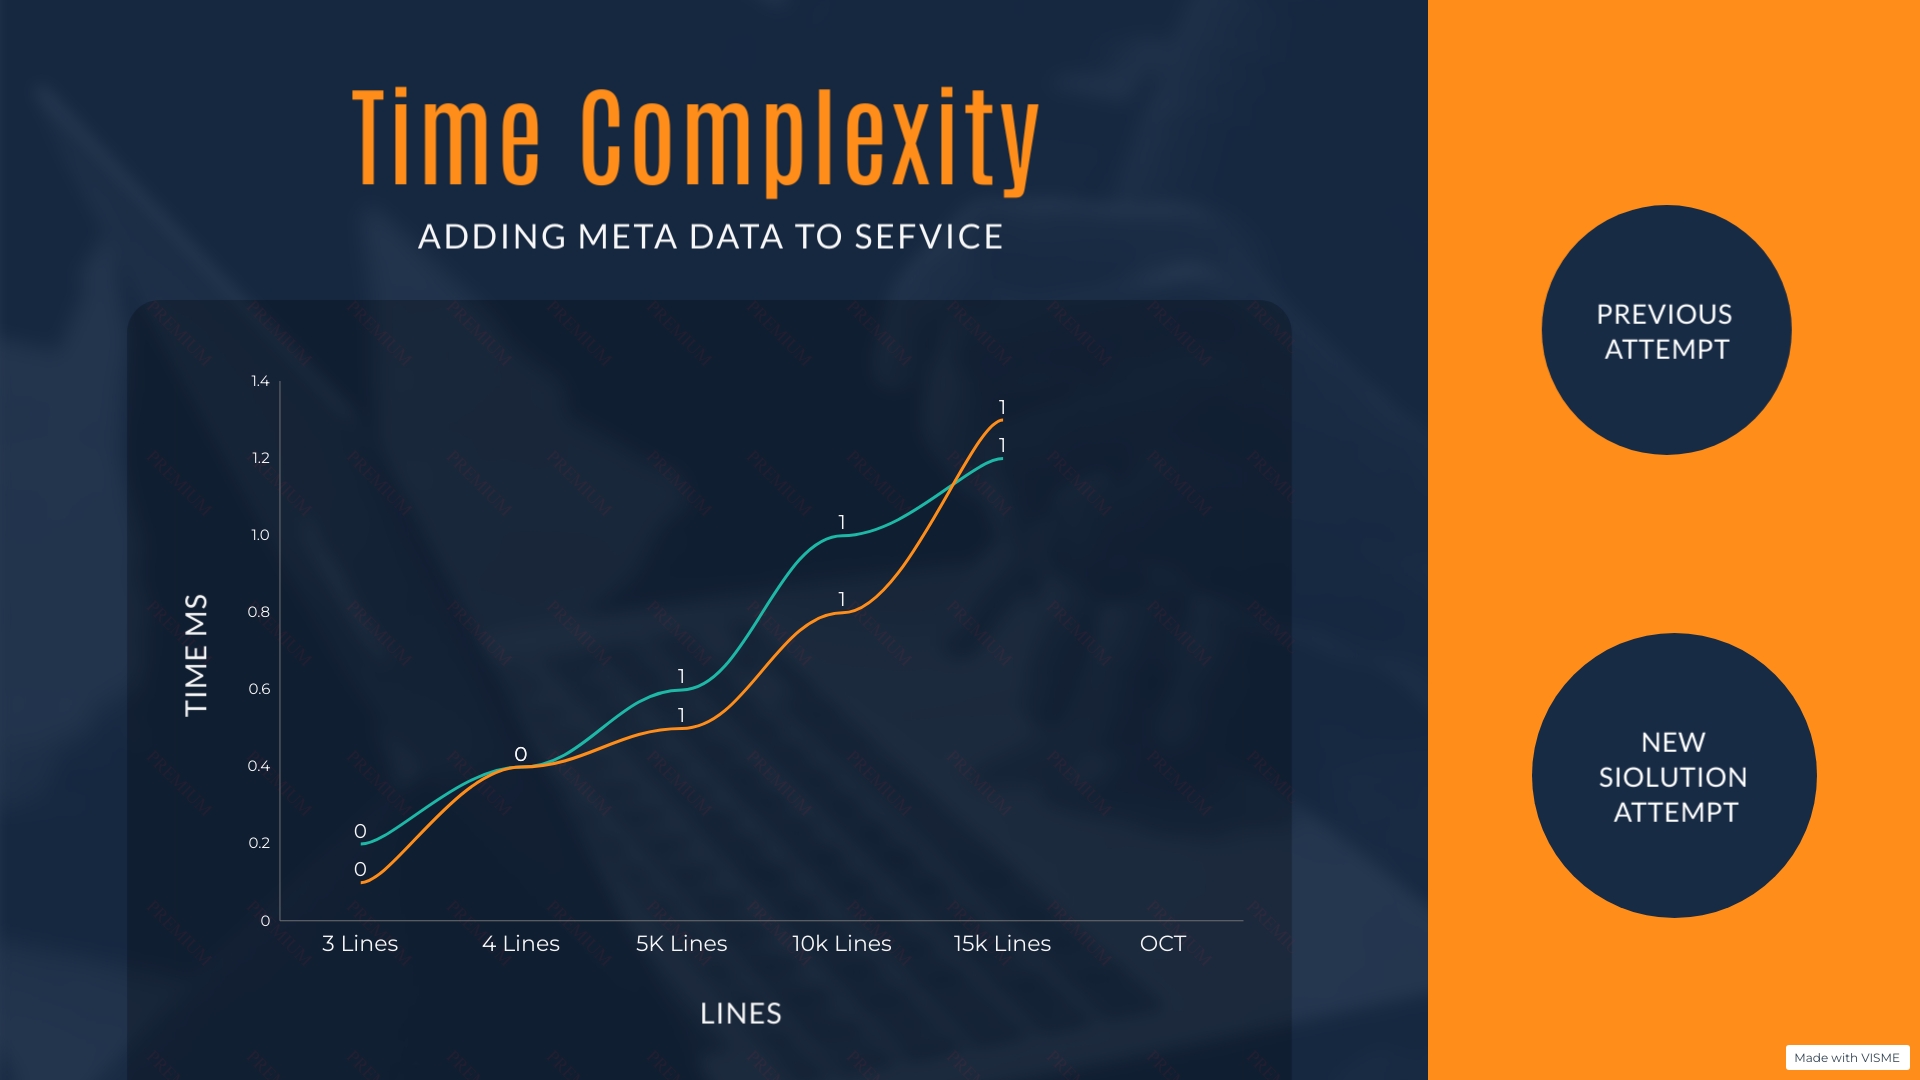 Time Complexity
ADDING META DATA TO SEFVICE
1.4
1.2
1.0
0.8
0.6
0.4
0.2
0
TIME MS
1
1
1
1
1
1
0
0
0
3 Lines
4 Lines
5K Lines
10k Lines
15k Lines
OCT
LINES
PREVIOUS
ATTEMPT
NEW
SIOLUTION
ATTEMPT
Made with VISME
PREMIUM